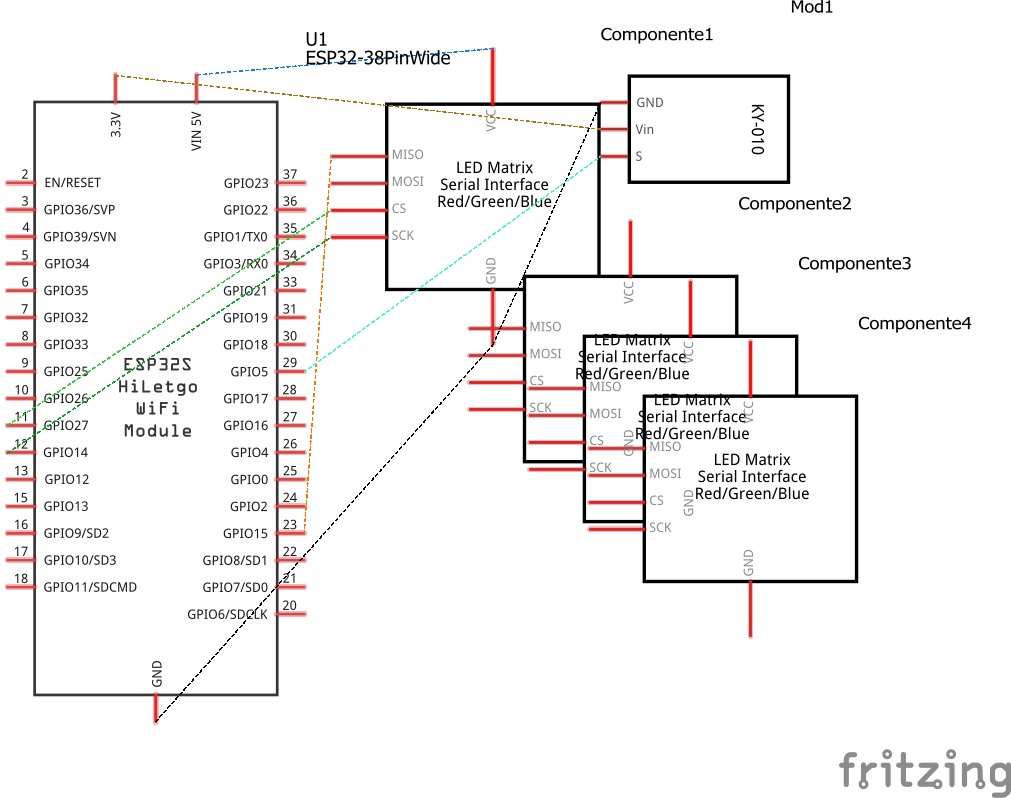 Mod1
Componente1
U1
ESP32-38PinWide
3.3V
VIN 5V
2
EN/RESET
3
GPIO36/SVP
4
GPIO39/SVN
5
GPIO34
6
GPIO35
7
GPIO32
8
GPIO33
9
GPIO25
10
GPIO26
11
GPIO27
12
GPIO14
13
GPIO12
15
GPIO13
16
GPIO9/SD2
17
GPIO10/SD3
18
GPIO11/SDCMD
GPIO23
37
GPIO22
36
GPIO1/TX0
35
GPIO3/RX0
34
GPIO21
33
GPIO19
31
GPIO18
30
GPIO5
29
GPIO17
28
GPIO16
27
GPIO4
26
GPIO0
25
GPIO2
24
GPIO15
23
GPIO8/SD1
22
GPIO7/SD0
21
GPIO6/SDCLK
20
ESP32S
HiLetgo
WiFi
Module
GND
VCC
MISO
MOSI
CS
SCK
LED Matrix
Serial Interface
Red/Green/Blue
GND
GND
Vin
S
KY-010
Componente2
VCC
MISO
MOSI
CS
SCK
LED Matrix
Serial Interface
Red/Green/Blue
GND
Componente3
VCC
MISO
MOSI
CS
SCK
LED Matrix
Serial Interface
Red/Green/Blue
GND
Componente4
VCC
MISO
MOSI
CS
SCK
LED Matrix
Serial Interface
Red/Green/Blue
GND
fritzing